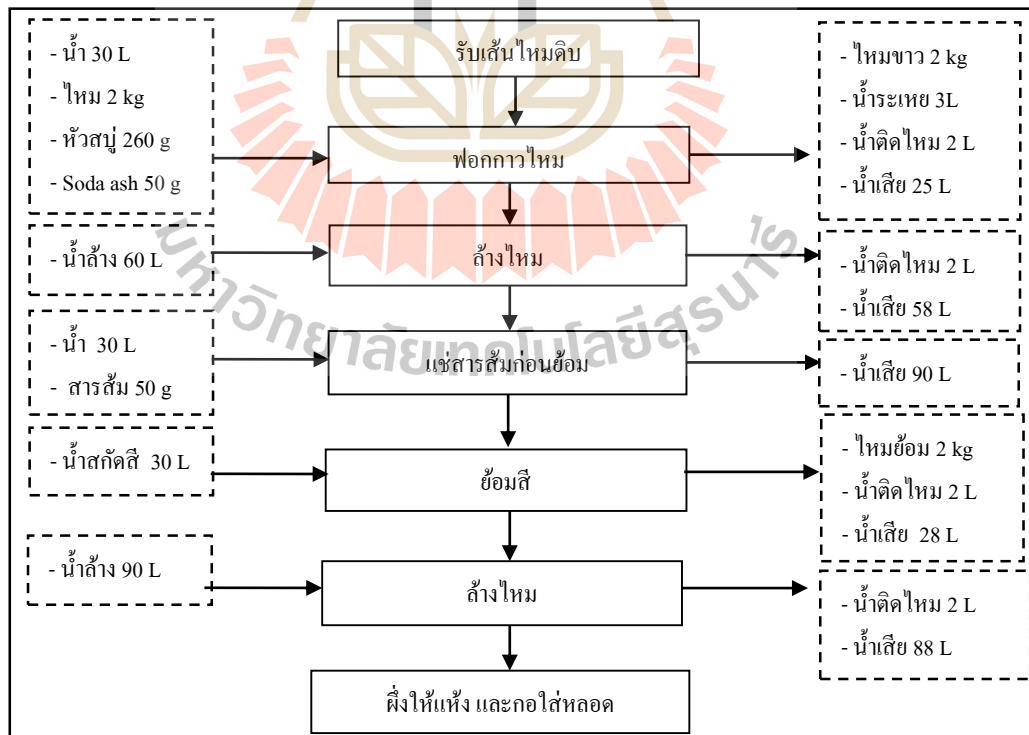 รับเส้นไหมดิบ
- น้ำ 30 L
- ไหม 2 kg
- หัวสบู่ 260 g
- Soda ash 50 g
ฟอกกาวไหม
- ไหมขาว 2 kg
- น้ำระเหย 3L
- น้ำติดไหม 2 L
- น้ำเสีย 25 L
- น้ำล้าง 60 L
ล้างไหม
- น้ำติดไหม 2 L
- น้ำเสีย 58 L
- น้ำ 30 L
- สารส้ม 50 g
แช่สารส้มก่อนย้อม
- น้ำเสีย 90 L
- น้ำสกัดสี 30 L
ย้อมสี
- ไหมย้อม 2 kg
- น้ำติดไหม 2 L
- น้ำเสีย 28 L
- น้ำล้าง 90 L
ล้างไหม
- น้ำติดไหม 2 L
- น้ำเสีย 88 L
ผึ่งให้แห้ง และกอใส่หลอด
มหาวิทยาลัยเทคโนโลยีสุรนารี